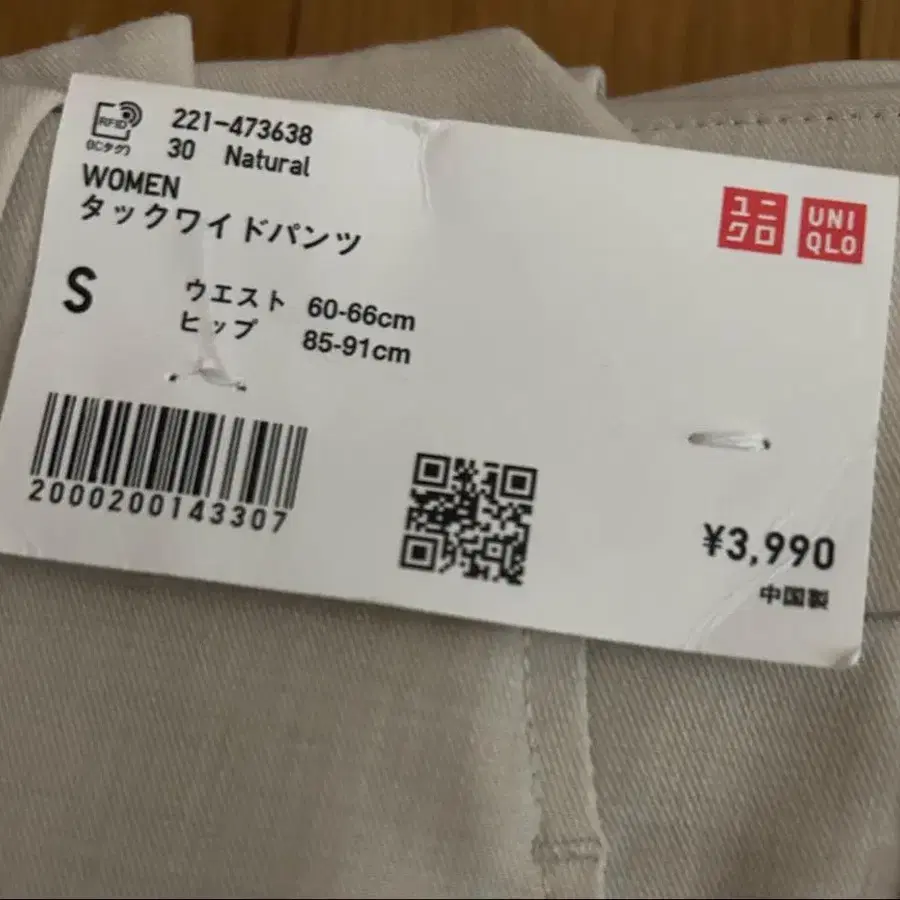 RFID
(ICタグ)
221-473638
30 Natural
WOMEN
タックワイドパンツ
S
ウエスト 60-66cm
ヒップ 85-91cm
2000200143307
ユニ
クロ
UNI
QLO
¥3,990
中国製